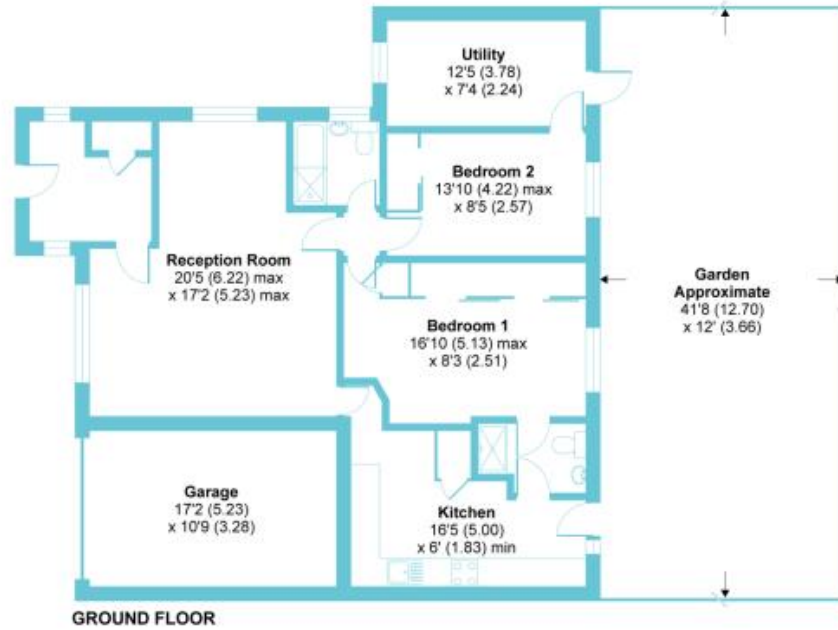 Utility
12'5 (3.78)
x 7'4 (2.24)
Bedroom 2
13'10 (4.22) max
x 8'5 (2.57)
Reception Room
20'5 (6.22) max
x 17'2 (5.23) max
Bedroom 1
16'10 (5.13) max
x 8'3 (2.51)
Garden
Approximate
41'8 (12.70)
x 12' (3.66)
Garage
17'2 (5.23)
x 10'9 (3.28)
Kitchen
16'5 (5.00)
x 6' (1.83) min
GROUND FLOOR